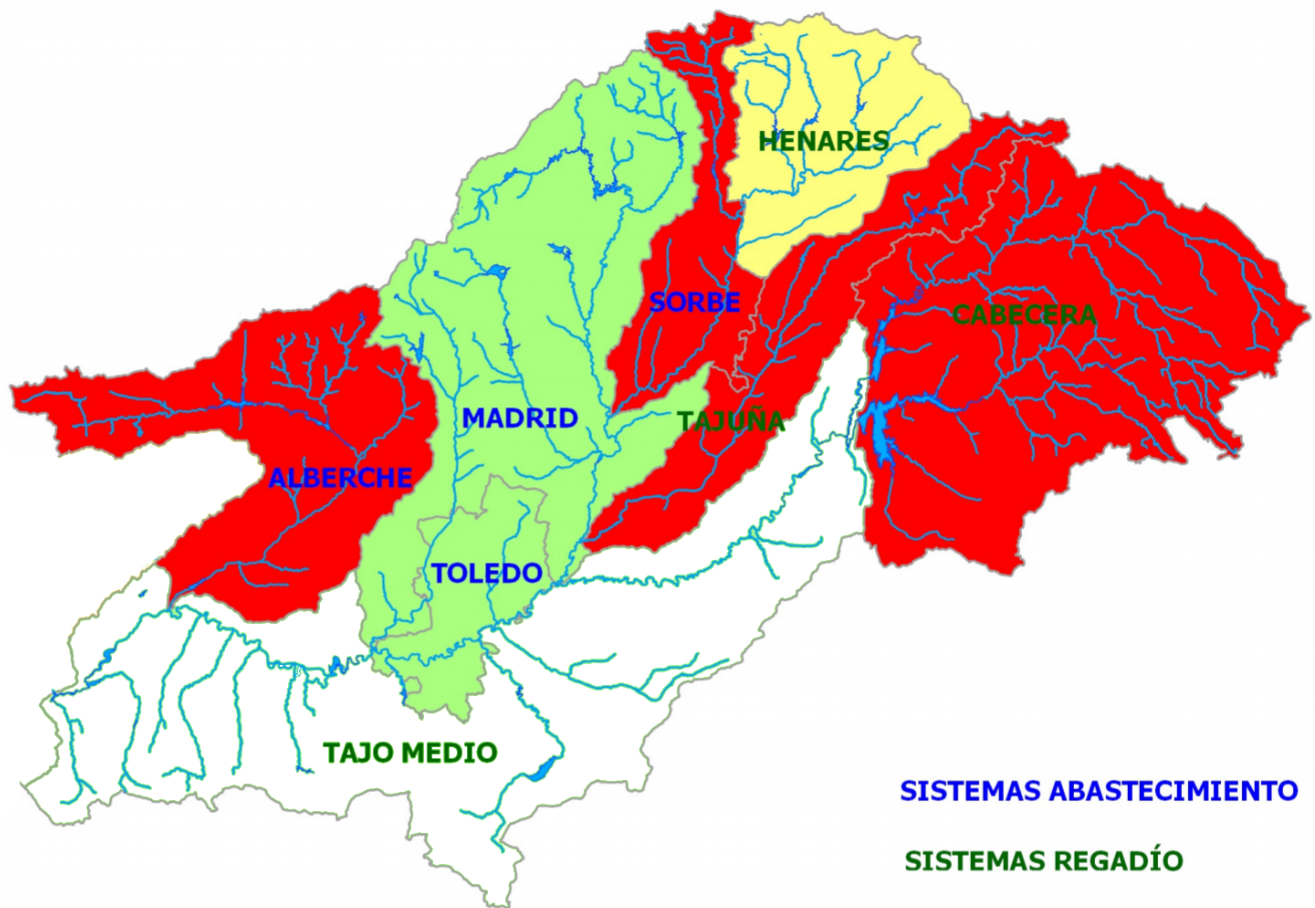 HENARES
SORBE
CABECERA
MADRID
TAJUÑA
ALBERCHE
TOLEDO
TAJO MEDIO
SISTEMAS ABASTECIMIENTO
SISTEMAS REGADÍO